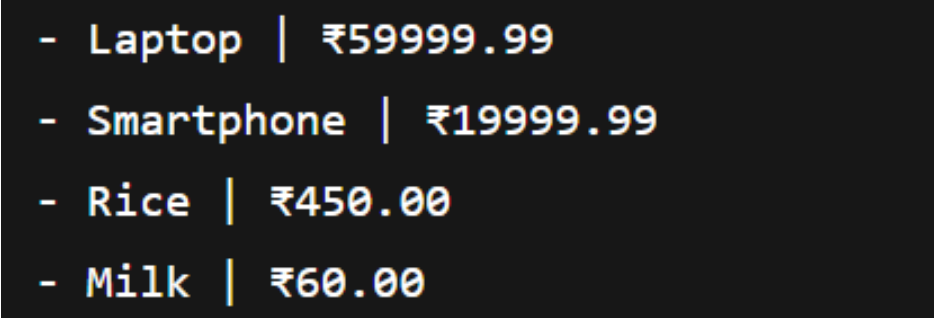 - Laptop | ₹59999.99
- Smartphone | ₹19999.99
- Rice | ₹450.00
- Milk | ₹60.00